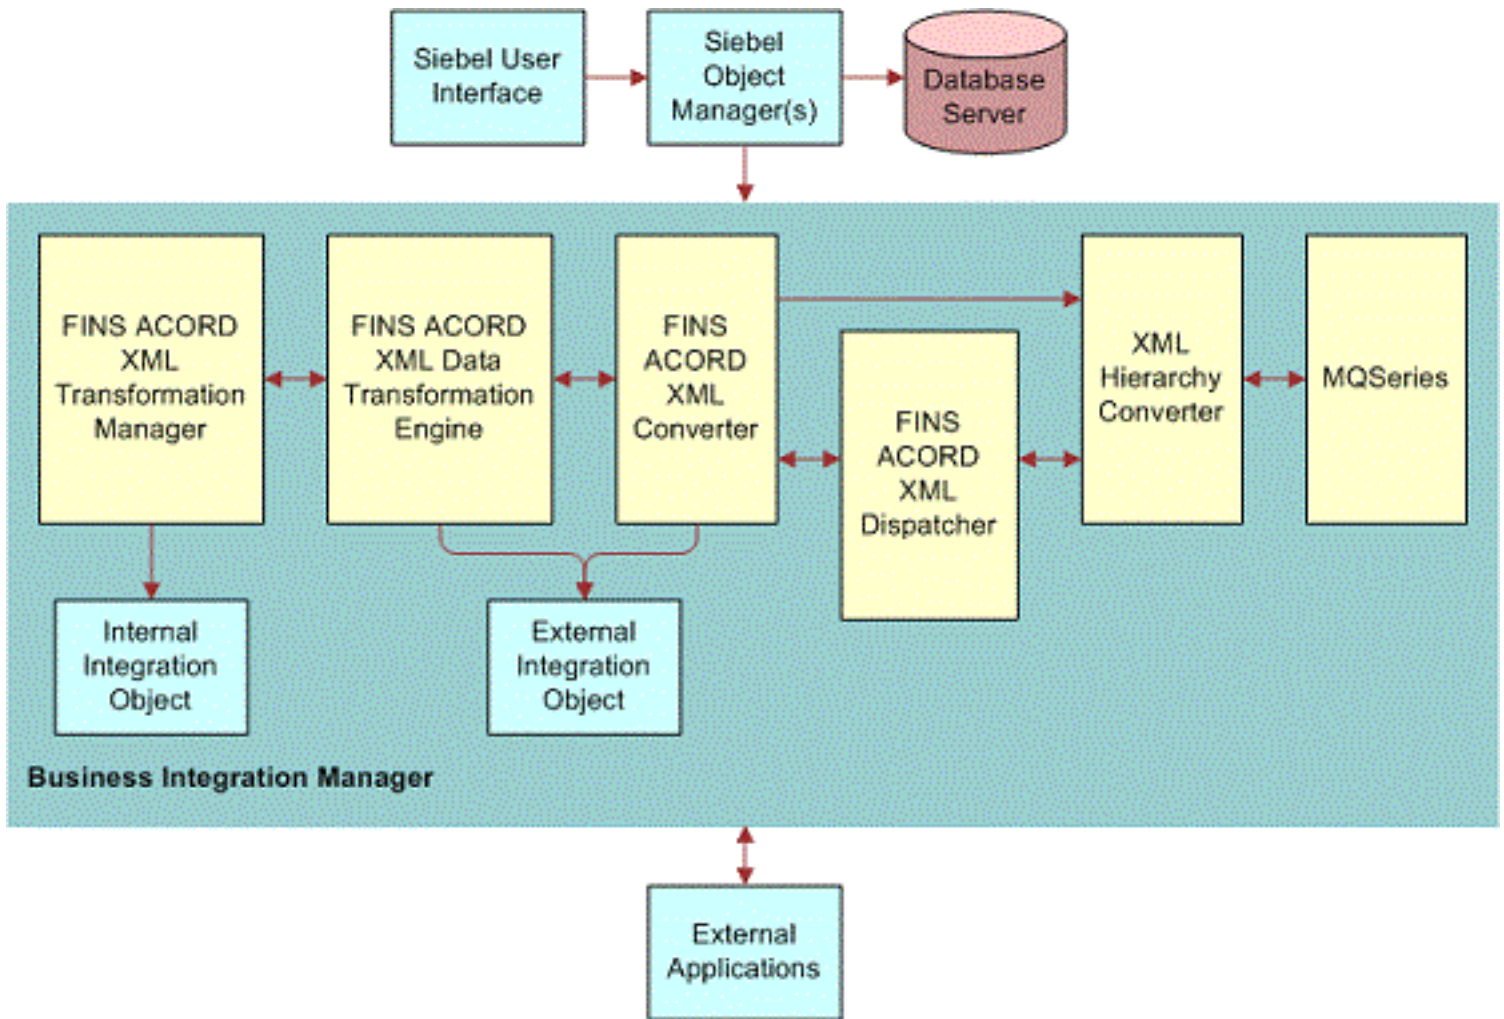 Siebel User
Interface
Siebel
Object
Manager(s)
Database
Server
FINS ACORD
XML
Transformation
Manager
FINS ACORD
XML Data
Transformation
Engine
FINS
ACORD
XML
Converter
FINS
ACORD
XML
Dispatcher
XML
Hierarchy
Converter
MQSeries
Internal
Integration
Object
External
Integration
Object
Business Integration Manager
External
Applications